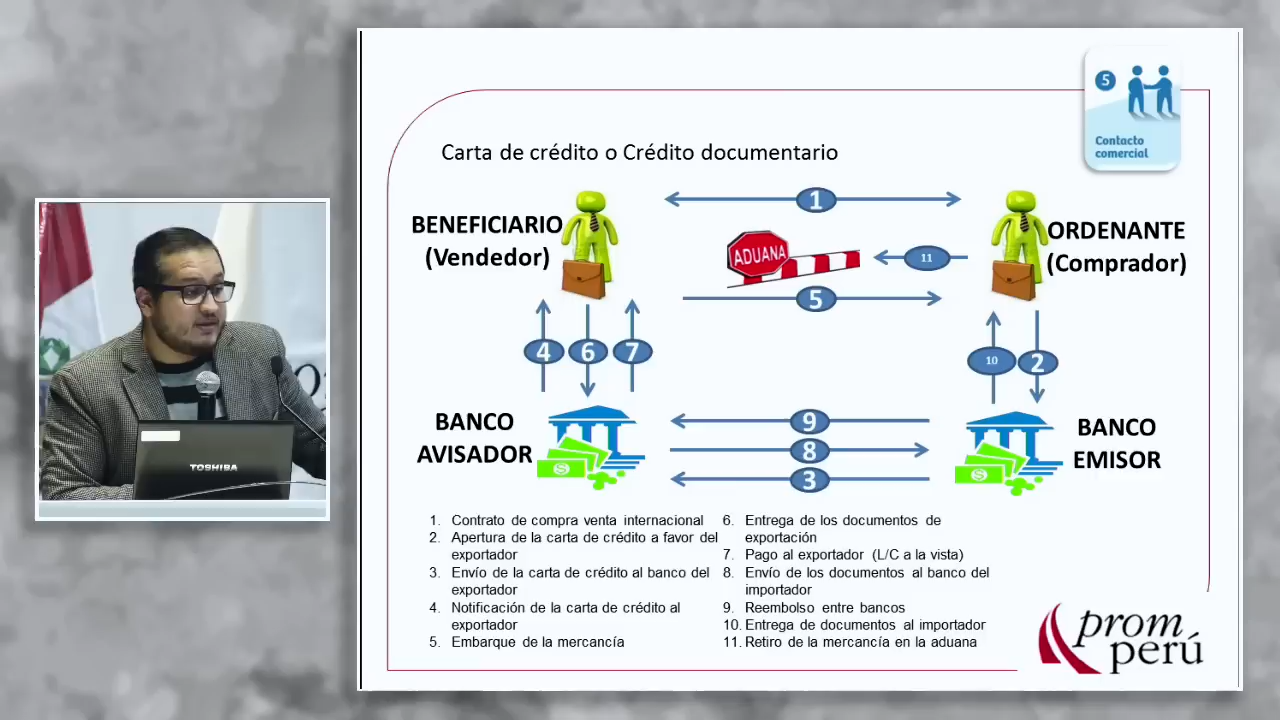 5
Contacto
comercial
Carta de crédito o Crédito documentario
1
BENEFICIARIO
(Vendedor)
ADUANA
11
ORDENANTE
(Comprador)
5
4
6
7
10
2
BANCO
AVISADOR
9
8
3
BANCO
EMISOR
TOSHIBA
1. Contrato de compra venta internacional
2. Apertura de la carta de crédito a favor del
exportador
3. Envío de la carta de crédito al banco del
exportador
4. Notificación de la carta de crédito al
exportador
5. Embarque de la mercancía
6. Entrega de los documentos de
exportación
7. Pago al exportador (L/C a la vista)
8. Envío de los documentos al banco del
importador
9. Reembolso entre bancos
10. Entrega de documentos al importador
11. Retiro de la mercancía en la aduana
prom
perú